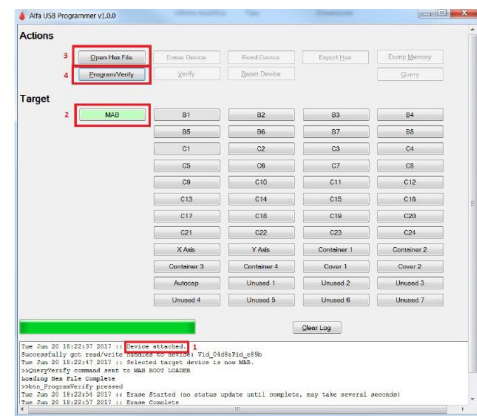 Alfa USB Programmer v1.0.0
Actions
3 Open Hex File Erase Device Read Device Export Hex Dump Memory
4 Program/Verify Verify Reset Device Query
Target
2 MAB B1 B2 B3 B4
B5 B6 B7 B8
C1 C2 C3 C4
C5 C6 C7 C8
C9 C10 C11 C12
C13 C14 C15 C16
C17 C18 C19 C20
C21 C22 C23 C24
X Axis Y Axis Container 1 Container 2
Container 3 Container 4 Cover 1 Cover 2
Autocap Unused 1 Unused 2 Unused 3
Unused 4 Unused 5 Unused 6 Unused 7
Clear Log
Tue Jun 20 18:22:37 2017 :: Device attached. 1
Successfully got read/write handles to device:
Tue Jun 20 18:22:47 2017 :: Selected target device is now MAB.
>>QueryVerify command sent to MAB BOOT LOADER
Loading Hex File Complete
>>btn_ProgramVerify pressed
Tue Jun 20 18:22:54 2017 :: Erase Started (no status update until complete, may take several seconds)
Tue Jun 20 18:22:57 2017 :: Erase Complete